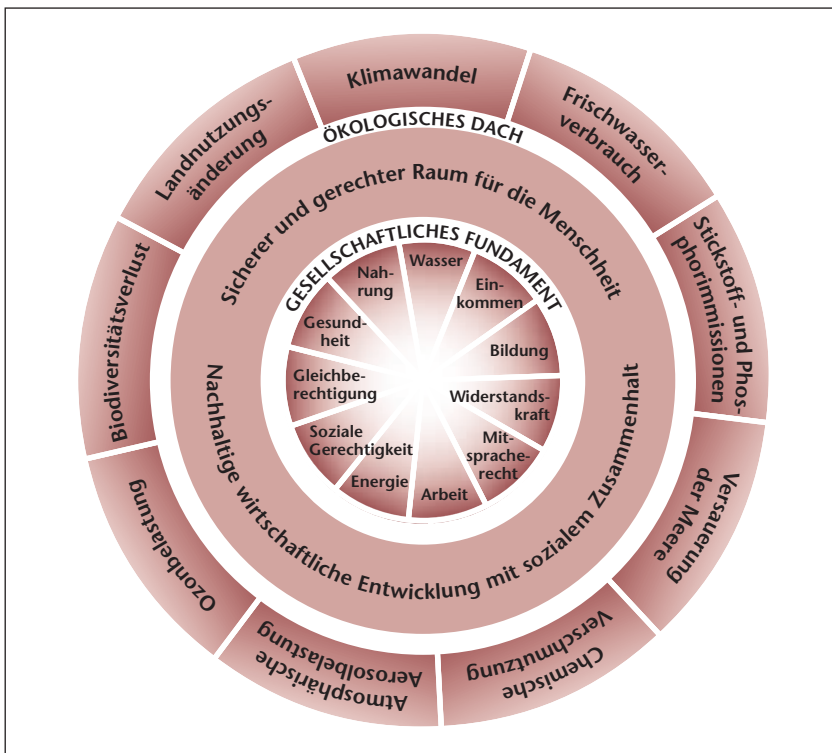 Klimawandel
Frischwasser-
verbrauch
Stickstoff- und Phos-
phorimmissionen
Versauerung
der Meere
Chemische
Verschmutzung
Atmosphärische
Aerosolbelastung
Ozonbelastung
Biodiversitätsverlust
Landnutzungs-
änderung
ÖKOLOGISCHES DACH
Sicherer und gerechter Raum für die Menschheit
Nachhaltige wirtschaftliche Entwicklung mit sozialem Zusammenhalt
GESELLSCHAFTLICHES FUNDAMENT
Wasser
Ein-
kommen
Bildung
Widerstands-
kraft
Mit-
sprache-
recht
Arbeit
Energie
Soziale
Gerechtigkeit
Gleichbe-
rechtigung
Gesund-
heit
Nah-
rung